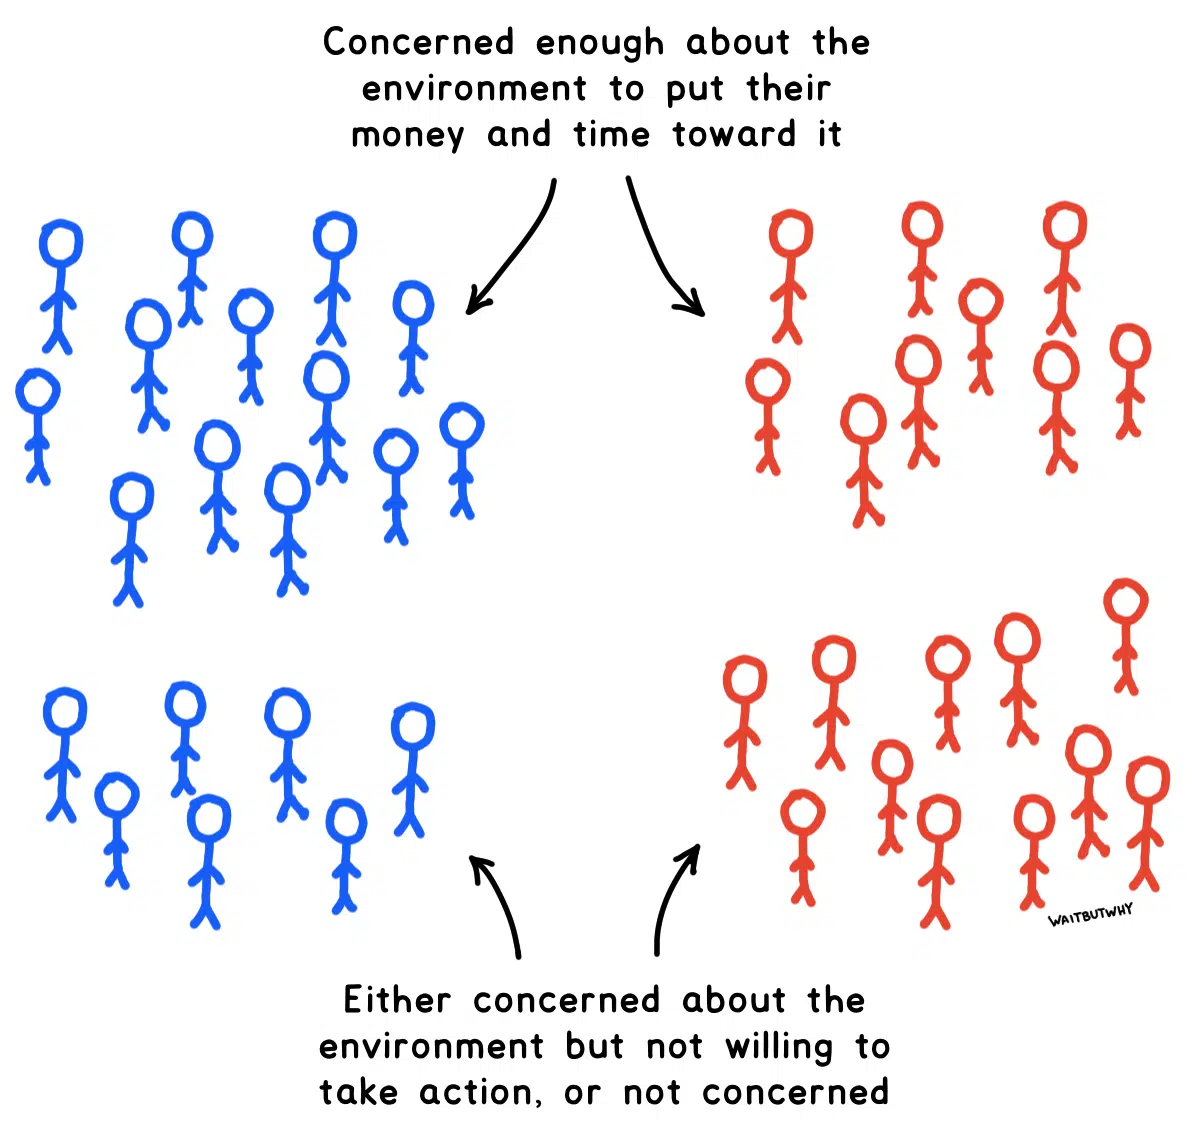 Concerned enough about the
environment to put their
money and time toward it
WAITBUTWHY
Either concerned about the
environment but not willing to
take action, or not concerned